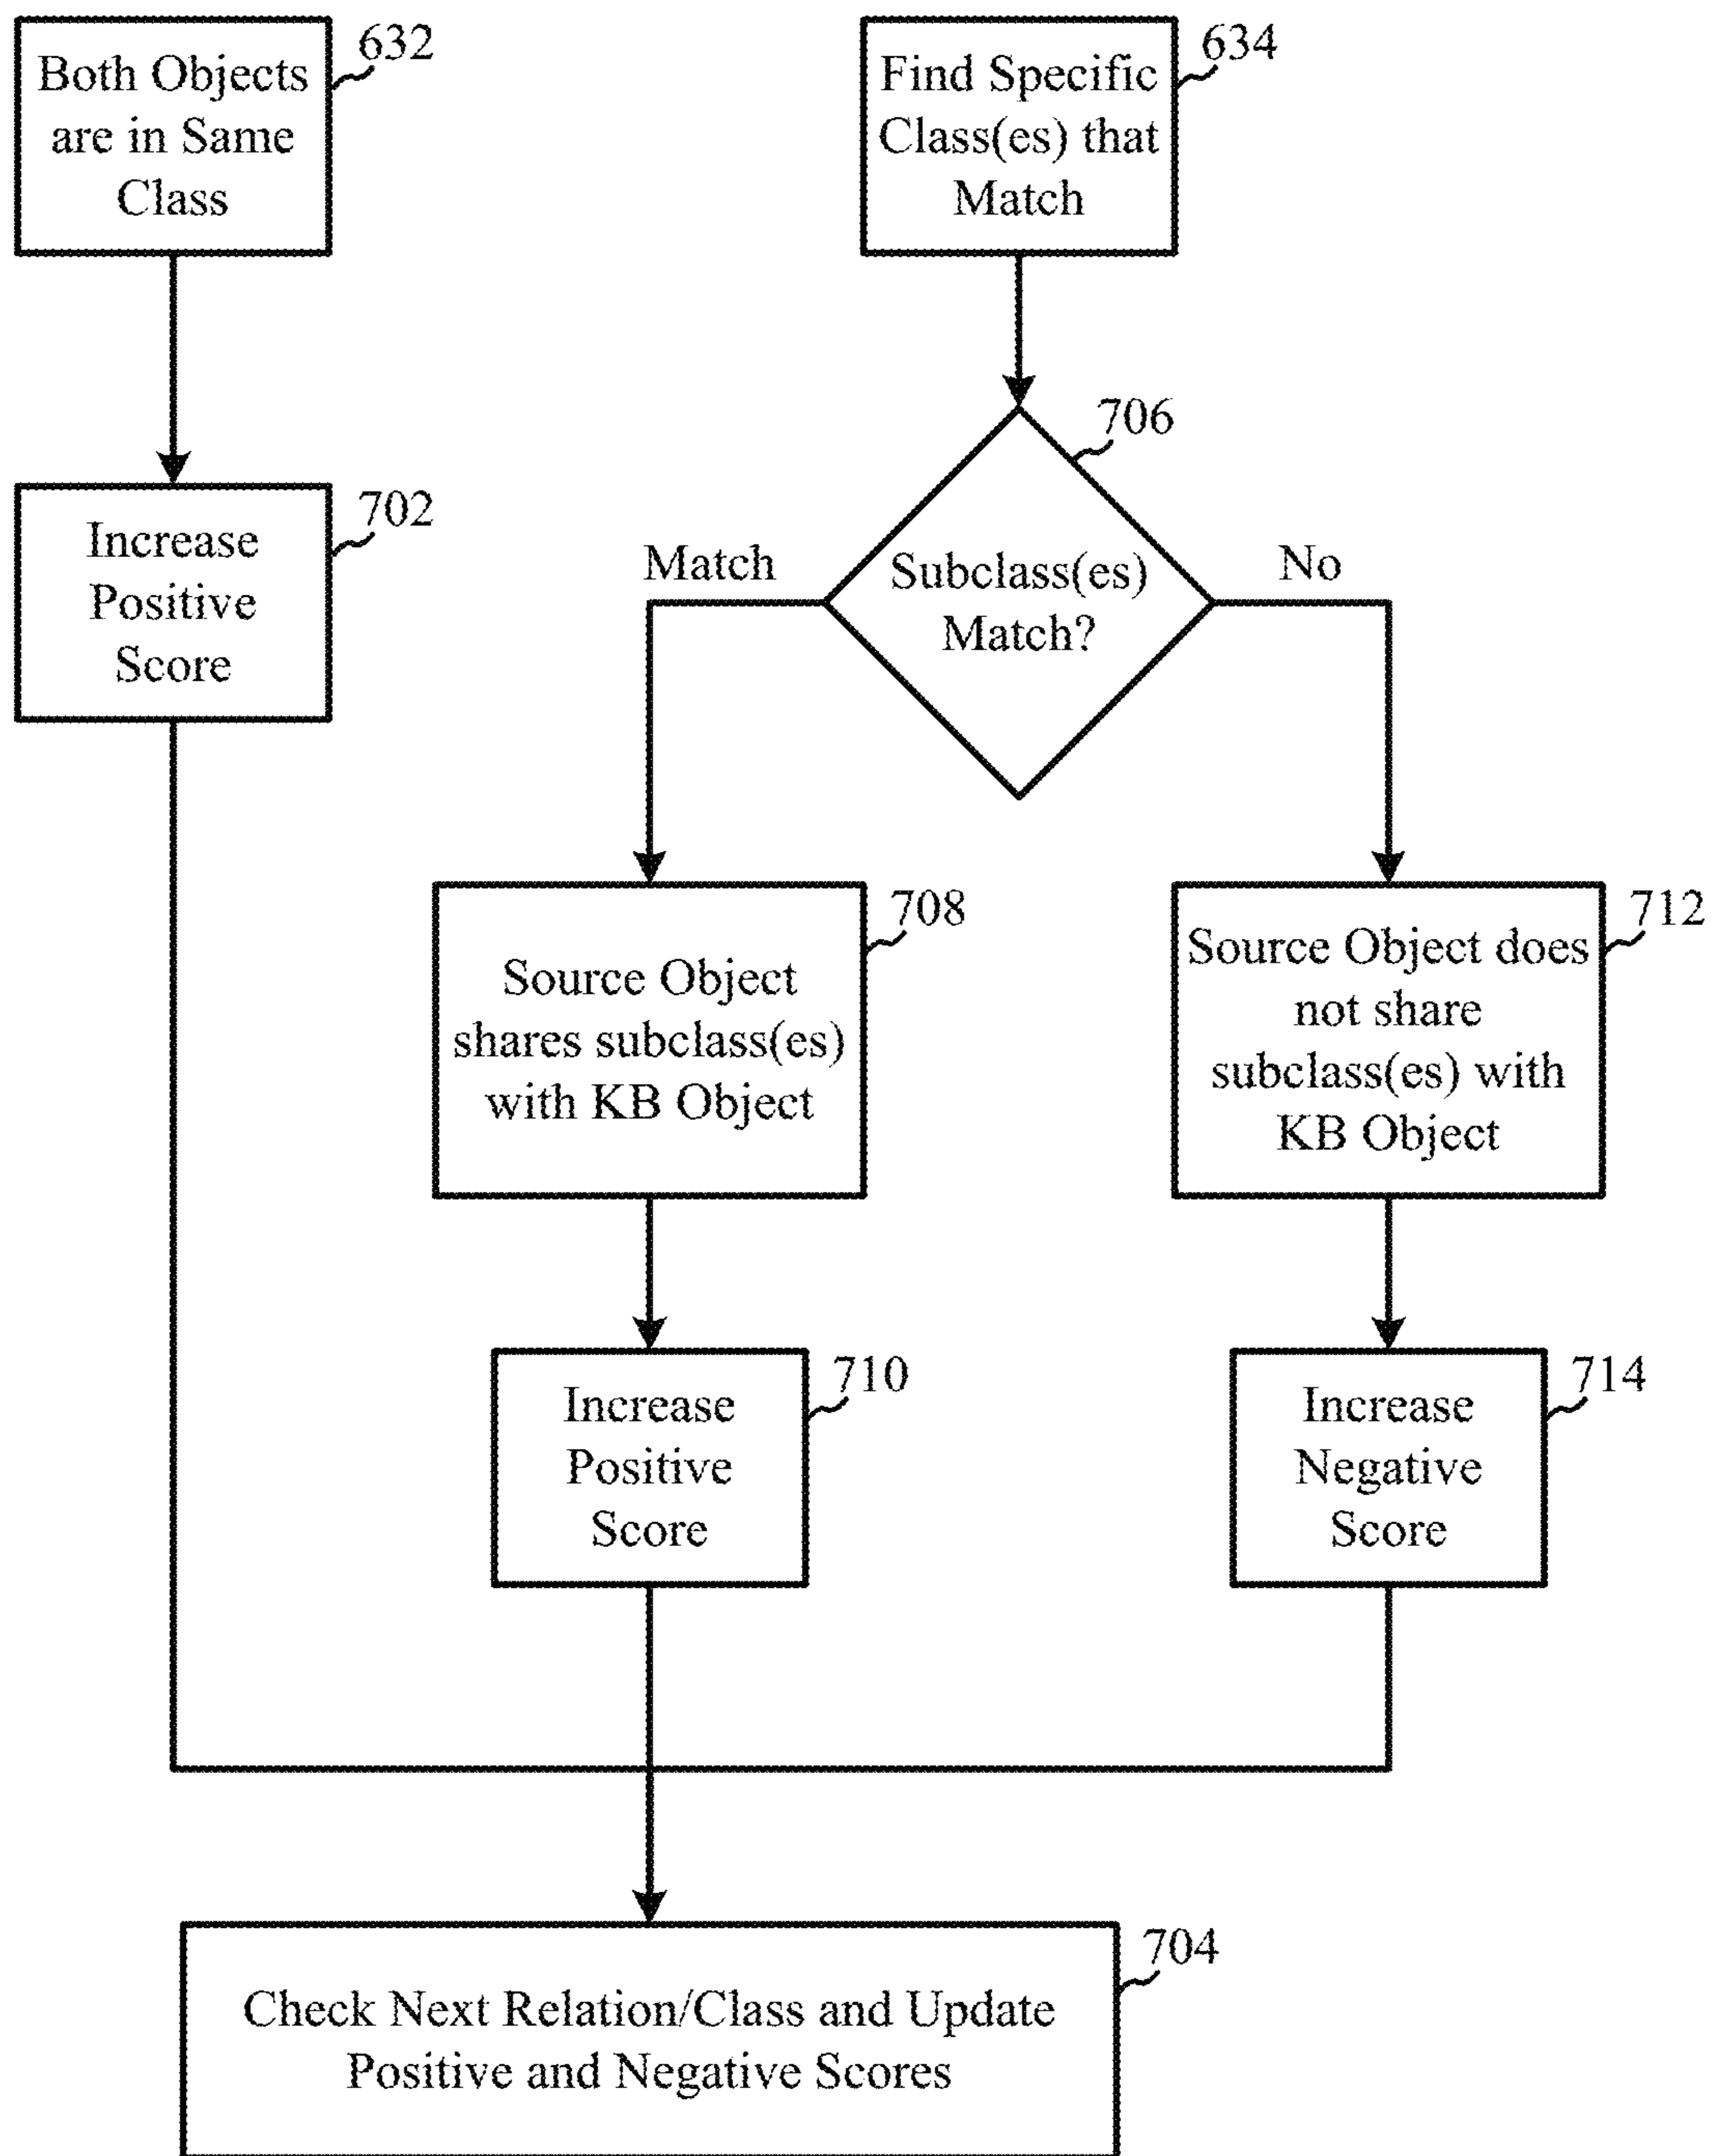 632
Both Objects
are in Same
Class
634
Find Specific
Class(es) that
Match
702
Increase
Positive
Score
706
Match
Subclass(es)
Match?
No
708
Source Object
shares subclass(es)
with KB Object
712
Source Object does
not share
subclass(es) with
KB Object
710
Increase
Positive
Score
714
Increase
Negative
Score
704
Check Next Relation/Class and Update
Positive and Negative Scores